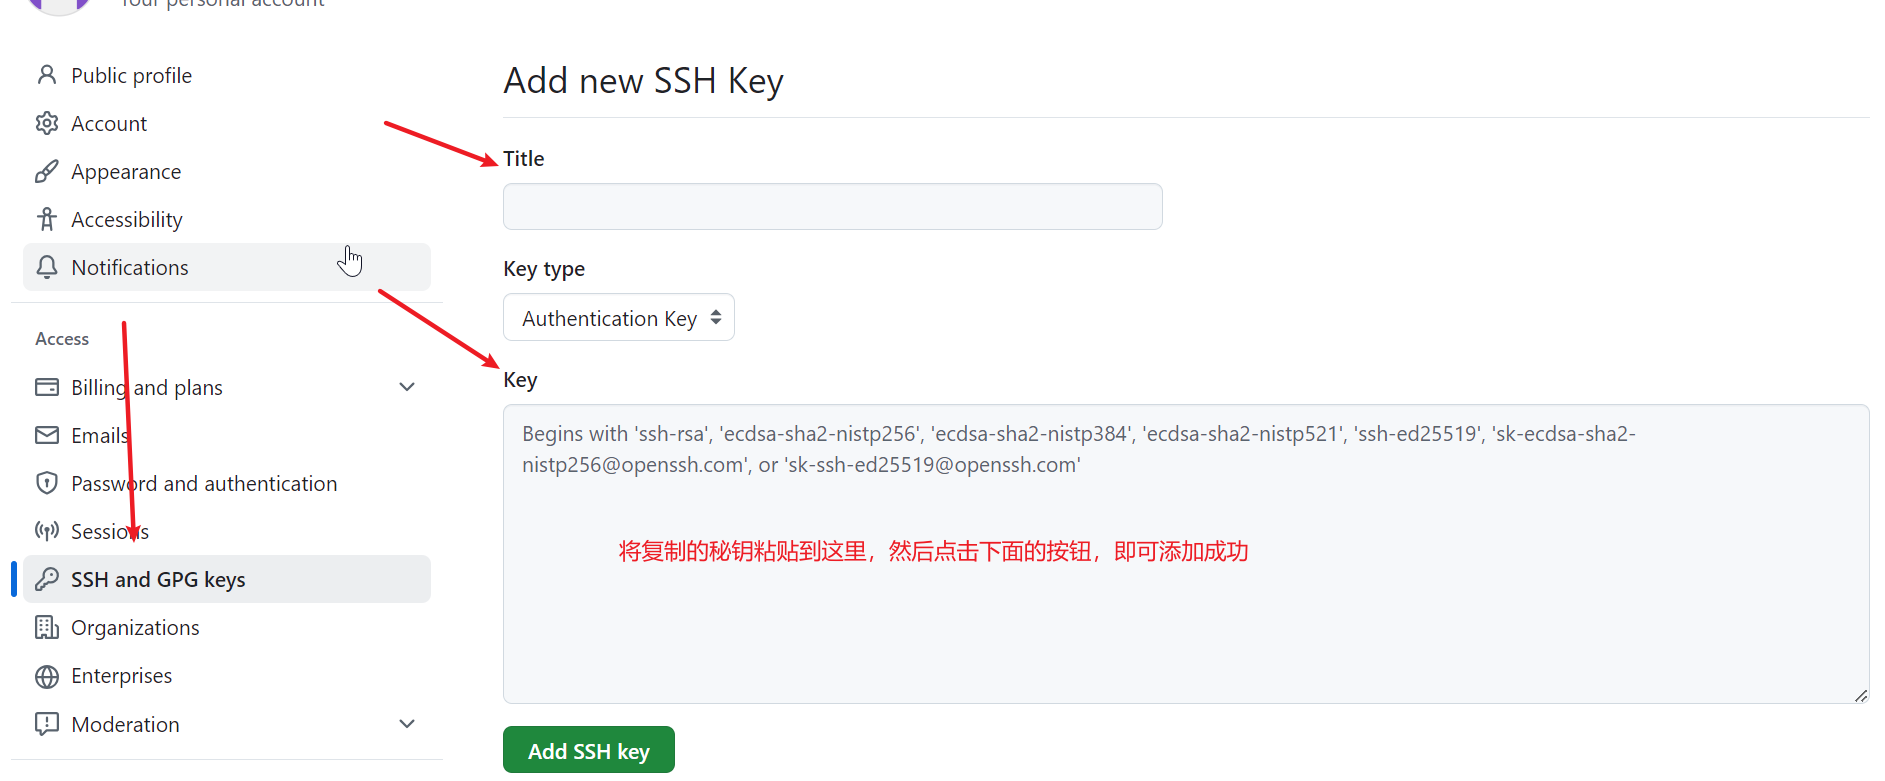 Your personal account
Public profile
Account
Appearance
Accessibility
Notifications
Access
Billing and plans
Emails
Password and authentication
Sessions
SSH and GPG keys
Organizations
Enterprises
Moderation
Add new SSH Key
Title
Key type
Authentication Key
Key
Begins with 'ssh-rsa', 'ecdsa-sha2-nistp256', 'ecdsa-sha2-nistp384', 'ecdsa-sha2-nistp521', 'ssh-ed25519', 'sk-ecdsa-sha2-
nistp256@openssh.com', or 'sk-ssh-ed25519@openssh.com'
将复制的秘钥粘贴到这里，然后点击下面的按钮，即可添加成功
Add SSH key